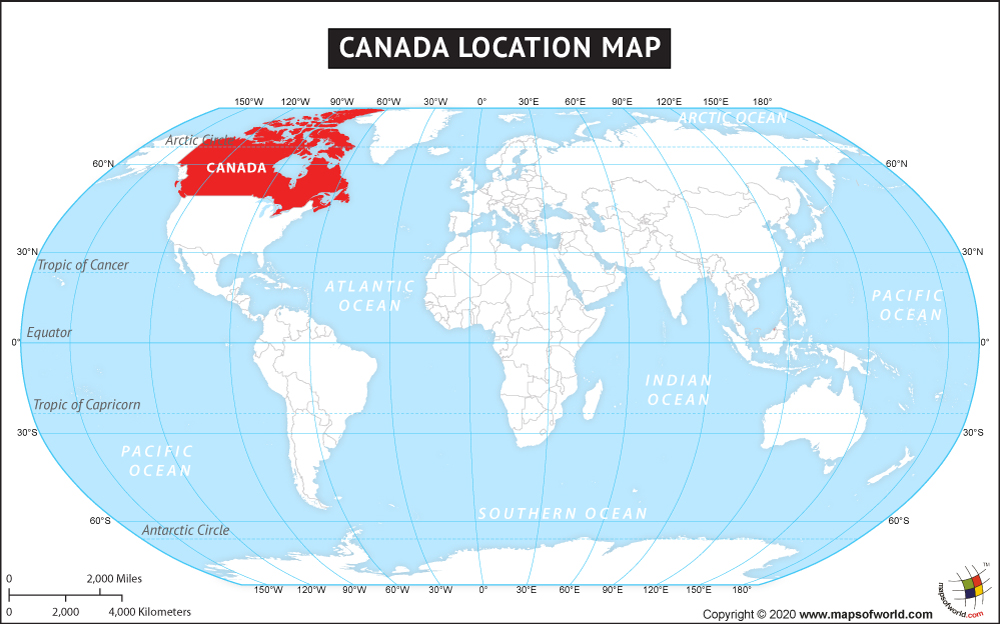 CANADA LOCATION MAP
150°W 120°W 90°W 60°W 30°W 0° 30°E 60°E 90°E 120°E 150°E 180°
ARCTIC OCEAN
Arctic Circle
60°N
CANADA
60°N
30°N
30°N
Tropic of Cancer
ATLANTIC
OCEAN
PACIFIC
OCEAN
Equator
0°
0°
INDIAN
OCEAN
Tropic of Capricorn
30°S
30°S
PACIFIC
OCEAN
SOUTHERN OCEAN
60°S
60°S
Antarctic Circle
150°W 120°W 90°W 60°W 30°W 0° 30°E 60°E 90°E 120°E 150°E 180°
0 2,000 Miles
0 2,000 4,000 Kilometers
TM
mapsofworld.com
Copyright © 2020 www.mapsofworld.com